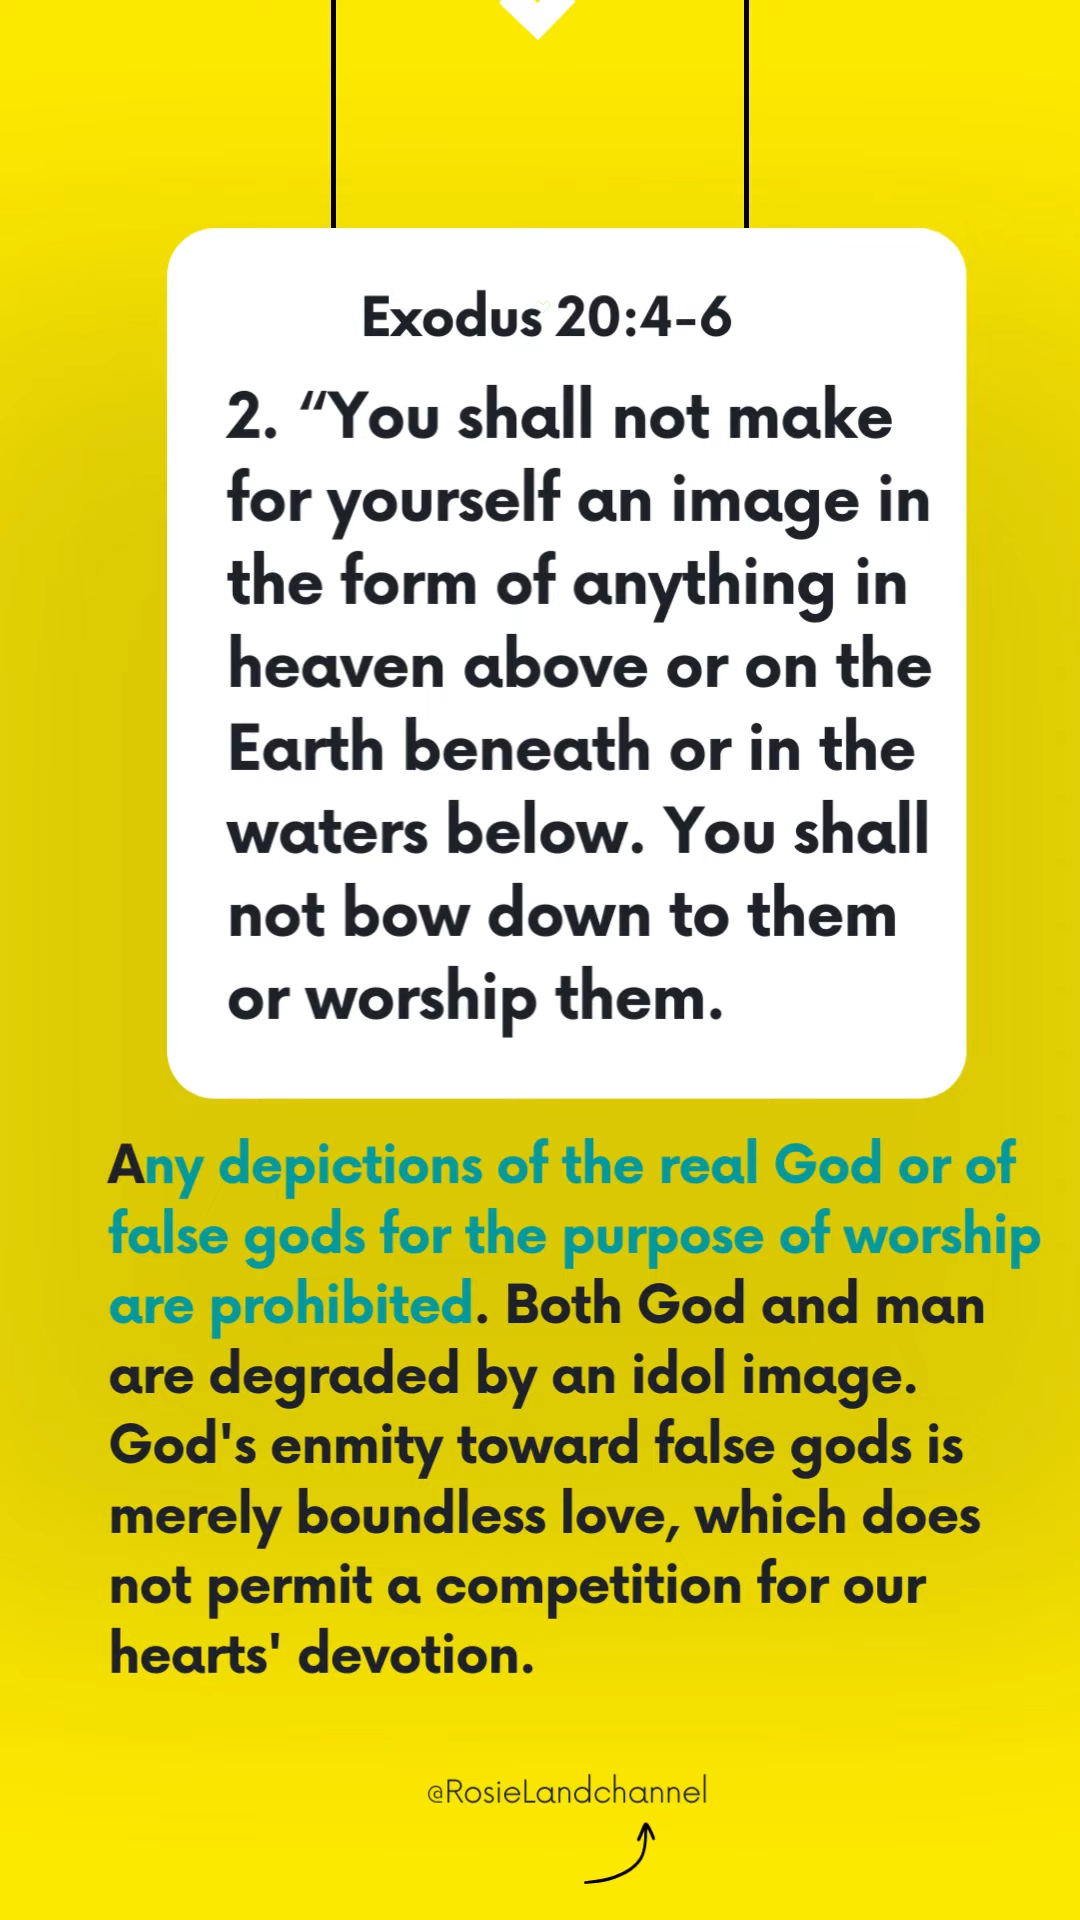 Exodus 20:4-6
2. “You shall not make
for yourself an image in
the form of anything in
heaven above or on the
Earth beneath or in the
waters below. You shall
not bow down to them
or worship them.
Any depictions of the real God or of
false gods for the purpose of worship
are prohibited. Both God and man
are degraded by an idol image.
God's enmity toward false gods is
merely boundless love, which does
not permit a competition for our
hearts' devotion.
@RosieLandchannel